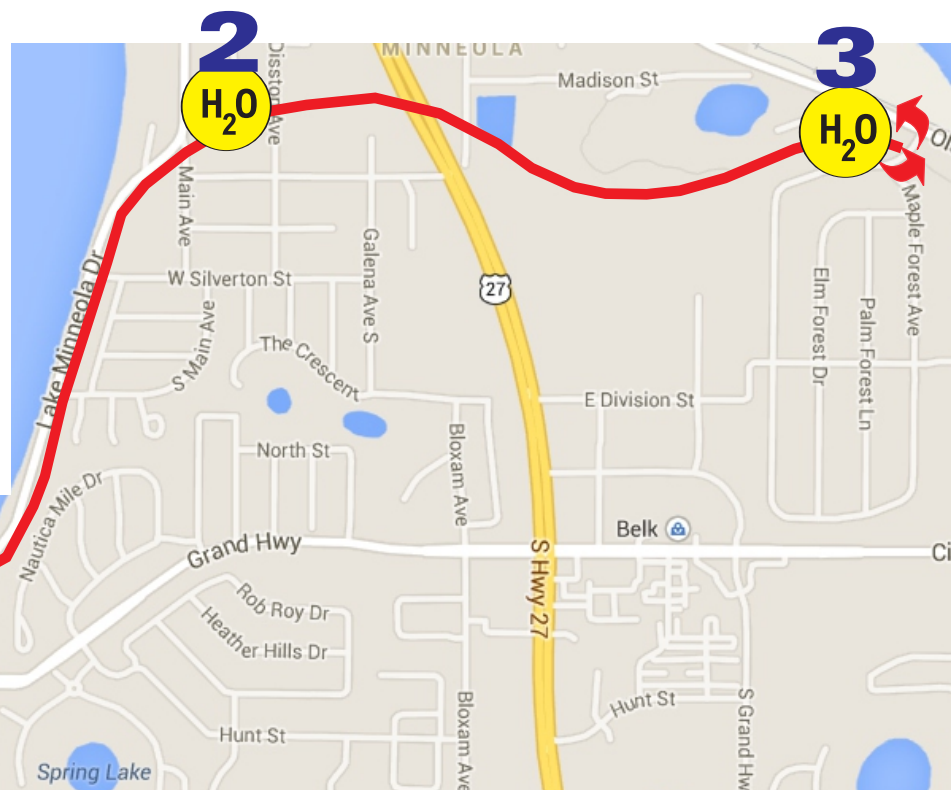 2
3
MINNEOLA
Disston Ave
Madison St
H2O
H2O
Main Ave
Maple Forest Ave
Galena Ave S
Lake Minneola Dr
W Silverton St
27
Elm Forest Dr
Palm Forest Ln
S Main Ave
The Crescent
E Division St
North St
Bloxam Ave
Nautica Mile Dr
Belk
Grand Hwy
S Hwy 27
Rob Roy Dr
Heather Hills Dr
Hunt St
Hunt St
Bloxam Ave
S Grand Hw
Spring Lake